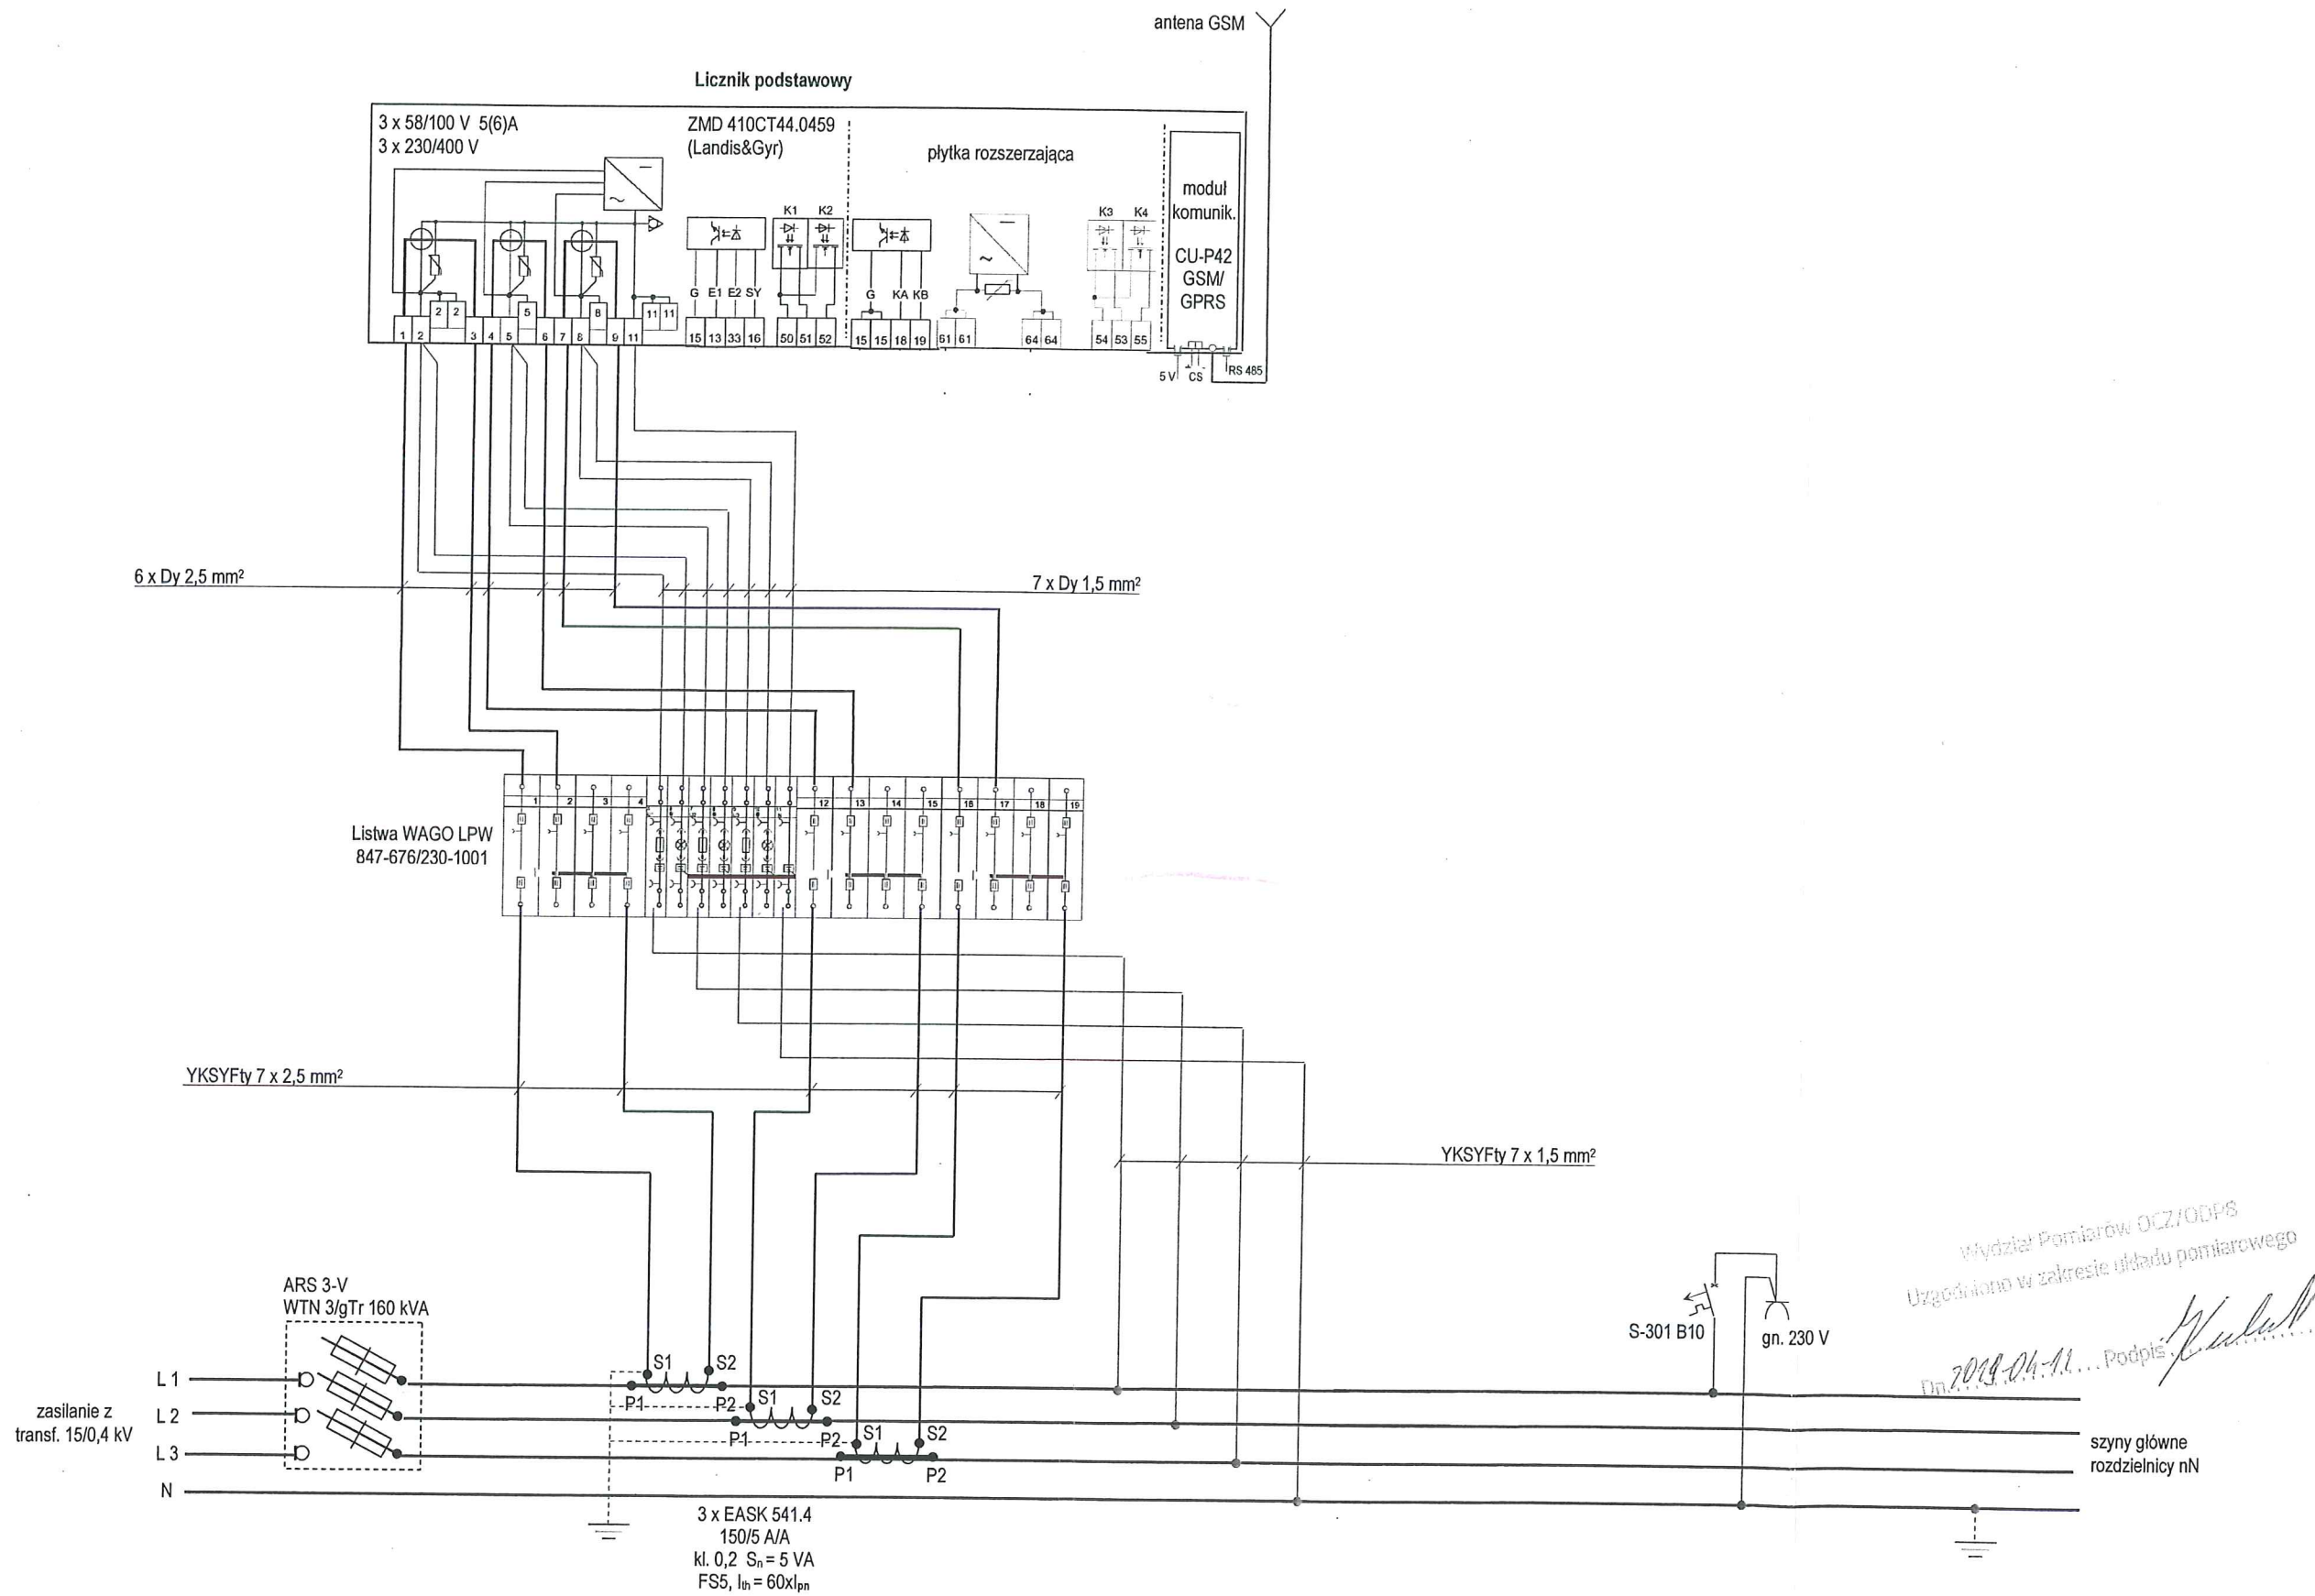 antena GSM
Licznik podstawowy
3 x 58/100 V 5(6)A
3 x 230/400 V
ZMD 410CT44.0459
(Landis&Gyr)
płytka rozszerzająca
moduł
komunik.
CU-P42
GSM/
GPRS
K1 K2 K3 K4
G E1 E2 SY G KA KB
2 2 5 8 11 11
1 2 3 4 5 6 7 8 9 11 15 13 33 16 50 51 52 15 15 18 19 61 61 64 64 54 53 55
5 V CS RS 485
6 x Dy 2,5 mm²
7 x Dy 1,5 mm²
1 2 3 4 12 13 14 15 16 17 18 19
Listwa WAGO LPW
847-676/230-1001
YKSYFty 7 x 2,5 mm²
YKSYFty 7 x 1,5 mm²
Wydział Pomiarów OCZ/ODPS
Uzgodniono w zakresie układu pomiarowego
Dn. 2019-04-11 Podpis
ARS 3-V
WTN 3/gTr 160 kVA
S-301 B10
gn. 230 V
S1 S2
L1
P1 P2 S1 S2
L2
P1 P2 S1 S2
L3
P1 P2
N
zasilanie z
transf. 15/0,4 kV
szyny główne
rozdzielnicy nN
3 x EASK 541.4
150/5 A/A
kl. 0,2 Sn = 5 VA
FS5, Ith = 60xIpn